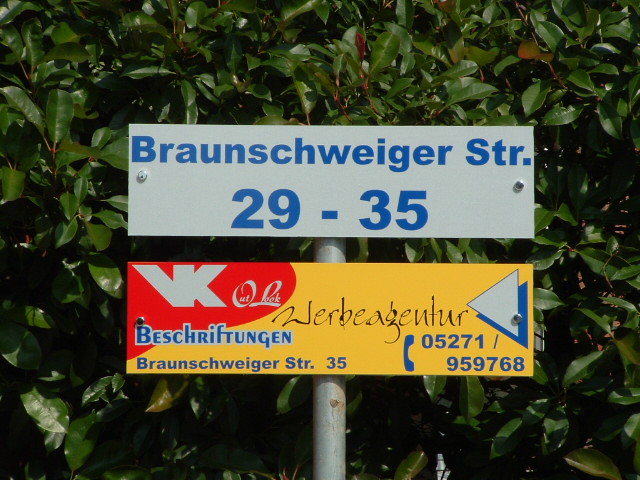 Braunschweiger Str.
29 - 35
VK Out Look
Werbeagentur
Beschriftungen
05271 /
959768
Braunschweiger Str. 35